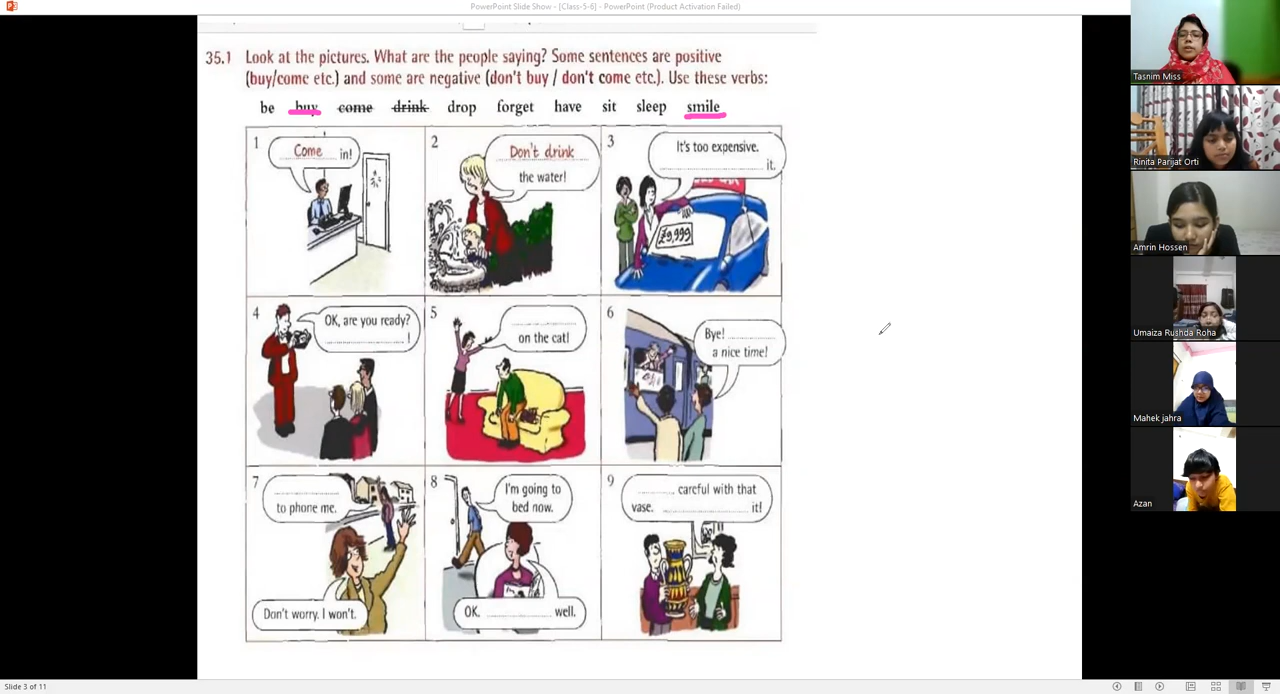 PowerPoint Slide Show - [Class-5-6] - PowerPoint (Product Activation Failed)
35.1 Look at the pictures. What are the people saying? Some sentences are positive
(buy/come etc.) and some are negative (don't buy / don't come etc.). Use these verbs:
be buy come drink drop forget have sit sleep smile
1
Come in!
2
Don't drink
the water!
3
It's too expensive.
it.
£9,999
4
OK, are you ready?
!
5
on the cat!
6
Bye!
a nice time!
7
to phone me.
Don't worry. I won't.
8
I'm going to
bed now.
OK. well.
9
careful with that
vase. it!
Tasnim Miss
Rinita Parijat Orti
Amrin Hossen
Umaiza Rushda Roha
Mahek jahra
Azan
Slide 3 of 11